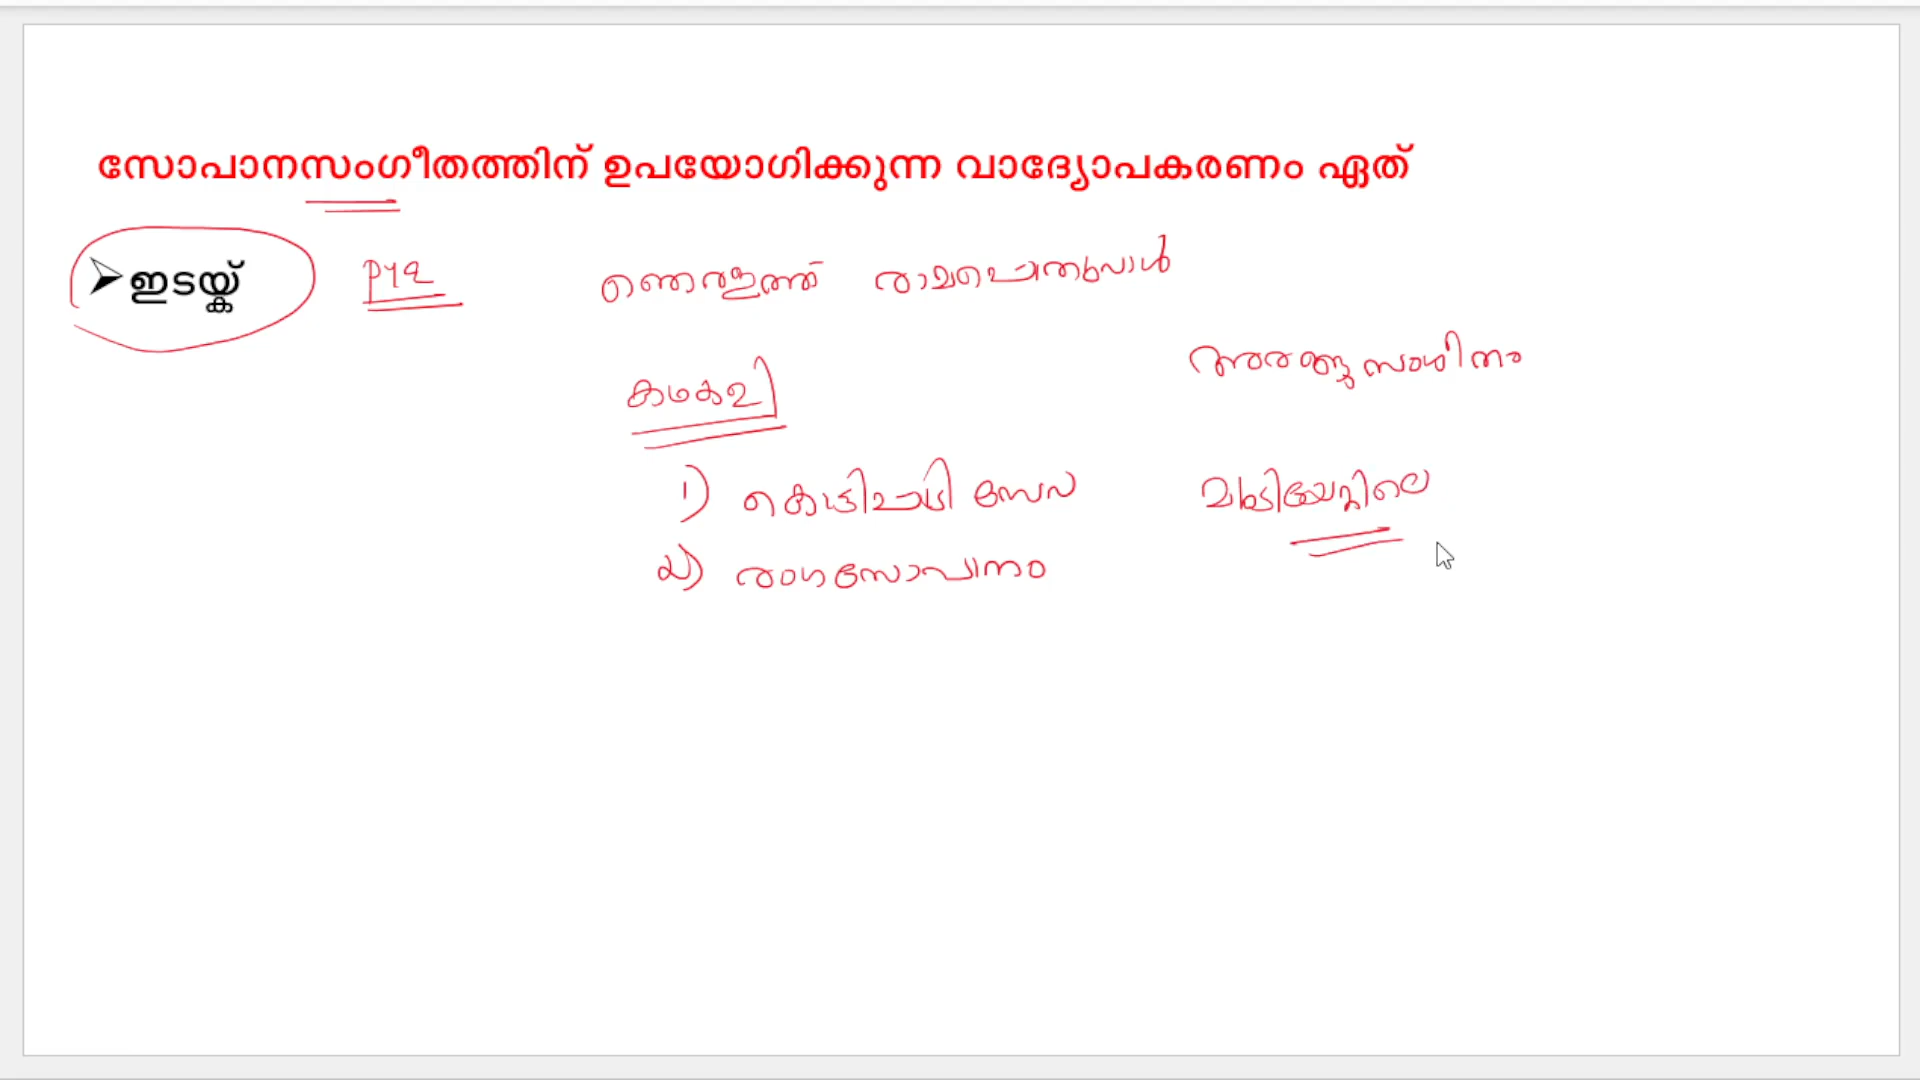 സോപാനസംഗീതത്തിന് ഉപയോഗിക്കുന്ന വാദ്യോപകരണം ഏത്
➢ഇടയ്ക്ക് PYQ ഞെരളത്ത് രാമപൊതുവാൾ
അരങ്ങു സംഗീതം
കഥകളി
1) കൊട്ടിപാടി സേവ മുടിയേറ്റിലെ
2) രംഗസോപാനം